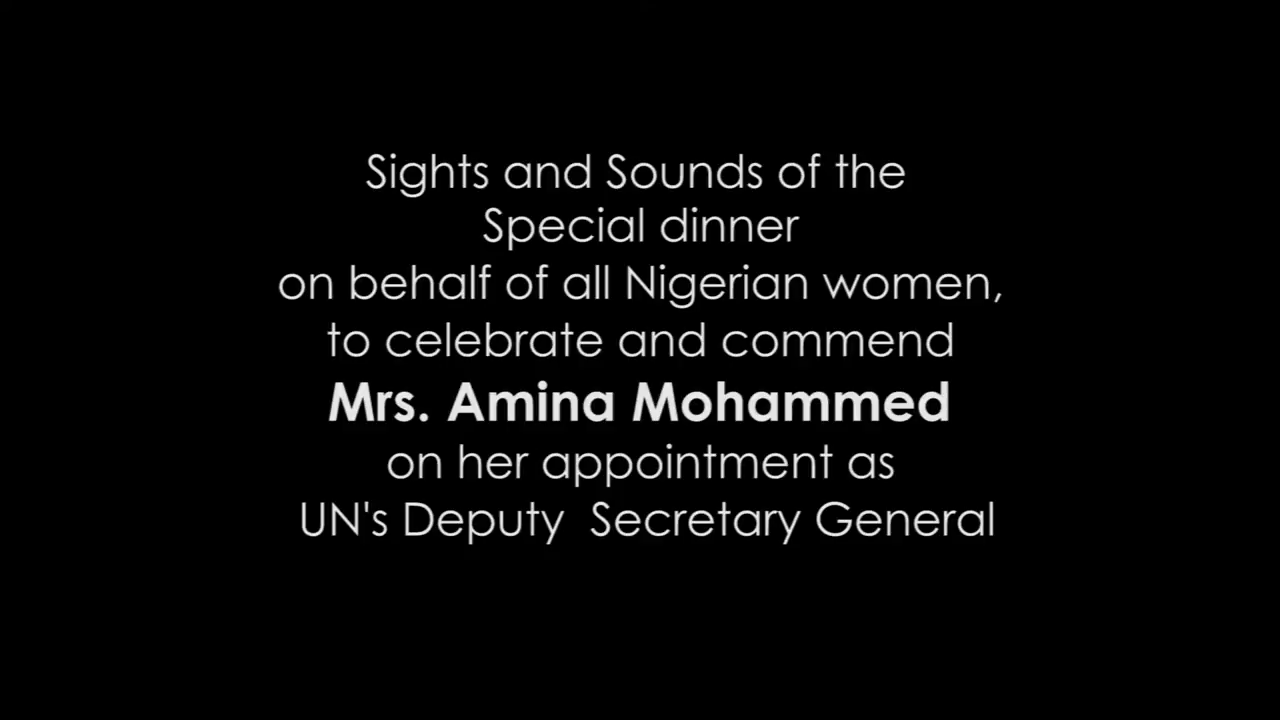 Sights and Sounds of the
Special dinner
on behalf of all Nigerian women,
to celebrate and commend
Mrs. Amina Mohammed
on her appointment as
UN's Deputy  Secretary General